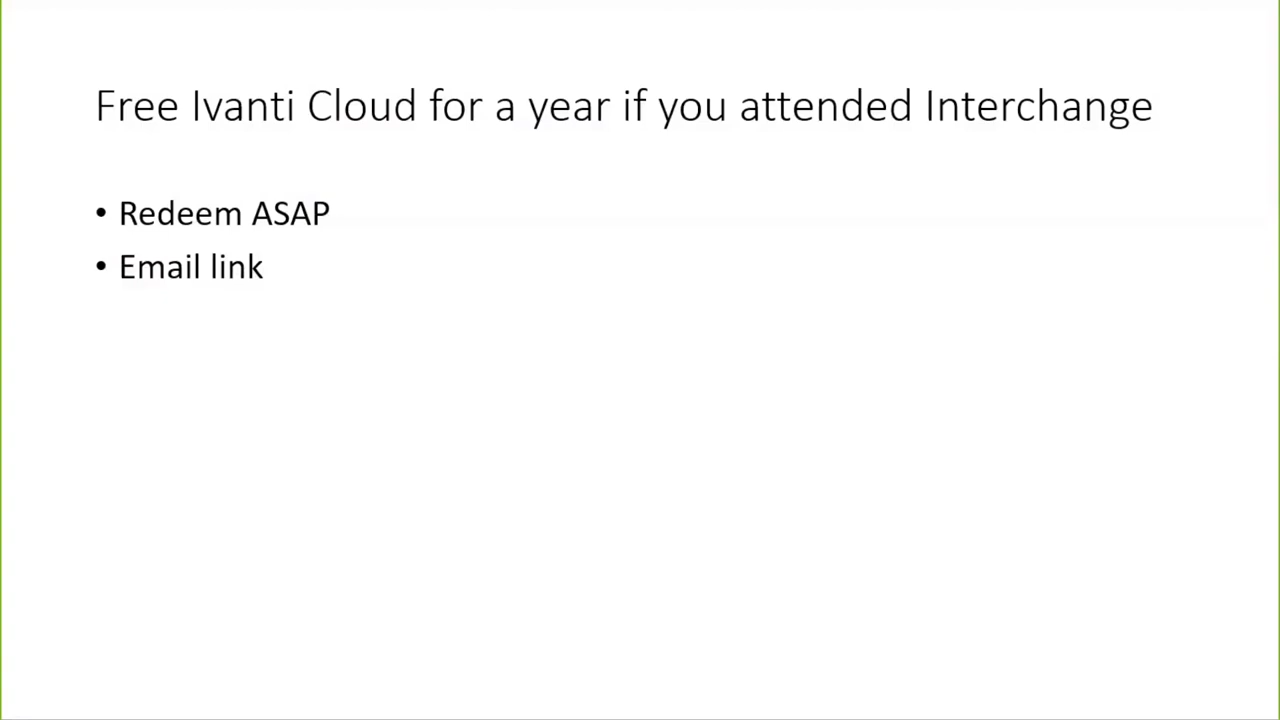 Free Ivanti Cloud for a year if you attended Interchange
• Redeem ASAP
• Email link